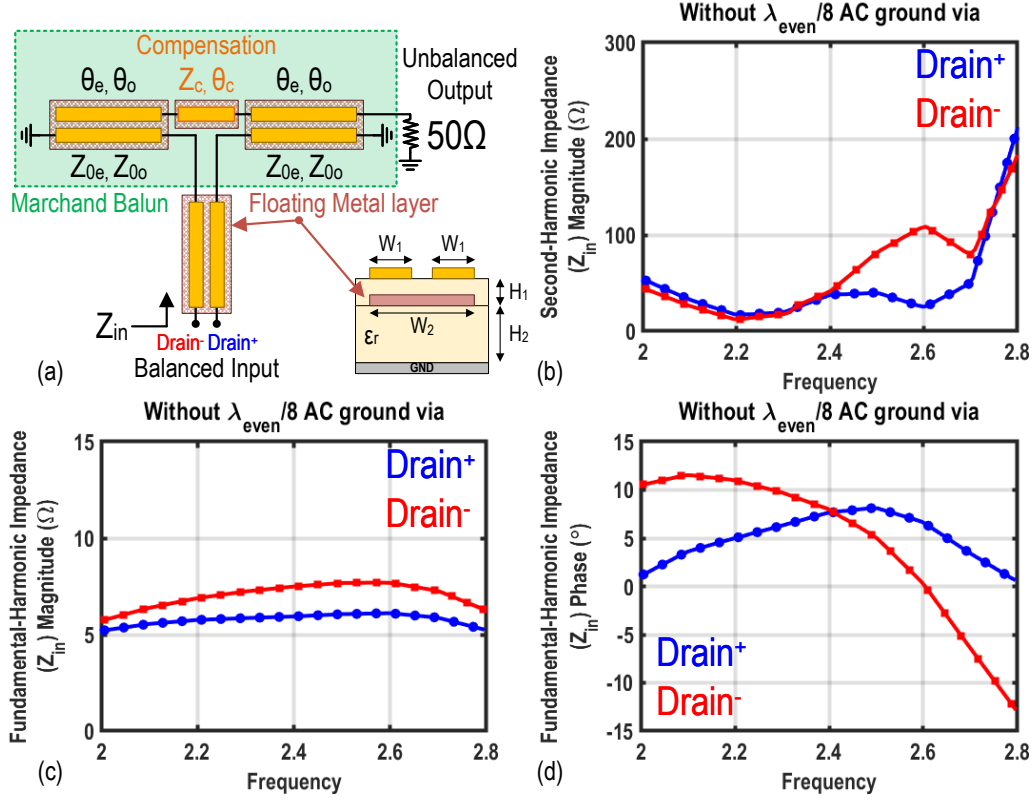 Compensation
θe, θo
Zc, θc
θe, θo
Unbalanced
Output
50Ω
Z0e, Z0o
Z0e, Z0o
Marchand Balun
Floating Metal layer
W1
W1
H1
W2
H2
εr
GND
Zin
Drain-
Drain+
Balanced Input
(a)
Without λeven/8 AC ground via
Second-Harmonic Impedance
(Zin) Magnitude (Ω)
300
200
100
0
Drain+
Drain-
2
2.2
2.4
2.6
2.8
Frequency
(b)
Without λeven/8 AC ground via
Fundamental-Harmonic Impedance
(Zin) Magnitude (Ω)
15
10
5
0
Drain+
Drain-
2
2.2
2.4
2.6
2.8
Frequency
(c)
Without λeven/8 AC ground via
Fundamental-Harmonic Impedance
(Zin) Phase (°)
15
10
5
0
-5
-10
-15
Drain+
Drain-
2
2.2
2.4
2.6
2.8
Frequency
(d)